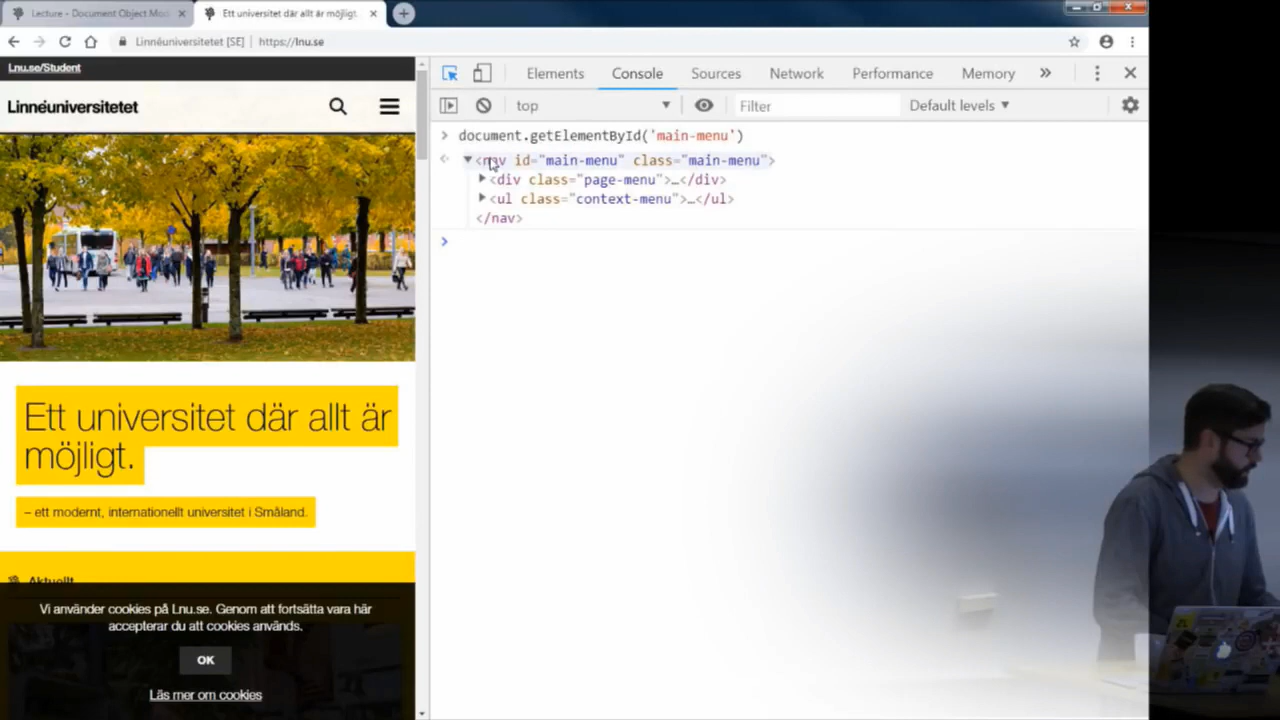 Lecture - Document Object Mod
Ett universitet där allt är möjligt.
Linnéuniversitetet [SE] | https://lnu.se
Lnu.se/Student
Linnéuniversitetet
Ett universitet där allt är
möjligt.
– ett modernt, internationellt universitet i Småland.
Aktuellt
Vi använder cookies på Lnu.se. Genom att fortsätta vara här
accepterar du att cookies används.
OK
Läs mer om cookies
Elements Console Sources Network Performance Memory »
top Filter Default levels ▼
document.getElementById('main-menu')
<nav id="main-menu" class="main-menu">
<div class="page-menu">…</div>
<ul class="context-menu">…</ul>
</nav>